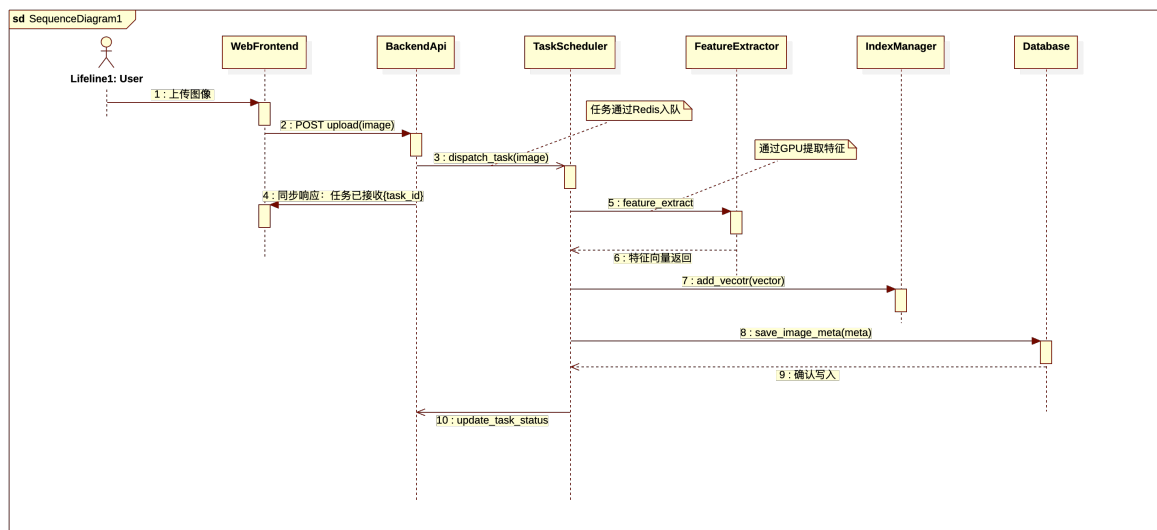 sd SequenceDiagram1
WebFrontend
BackendApi
TaskScheduler
FeatureExtractor
IndexManager
Database
Lifeline1: User
1 : 上传图像
任务通过Redis入队
2 : POST upload(image)
通过GPU提取特征
3 : dispatch_task(image)
4 : 同步响应：任务已接收{task_id}
5 : feature_extract
6 : 特征向量返回
7 : add_vecotr(vector)
8 : save_image_meta(meta)
9 : 确认写入
10 : update_task_status